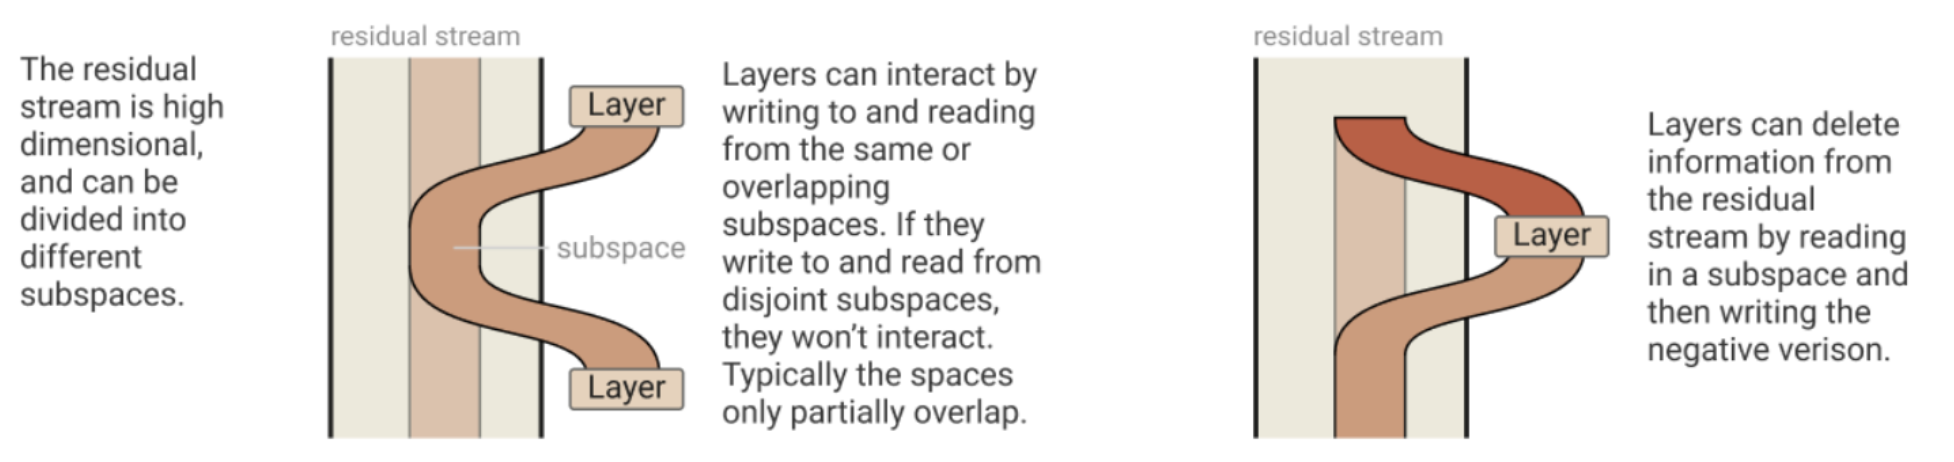 The residual
stream is high
dimensional,
and can be
divided into
different
subspaces.
residual stream
Layer
subspace
Layer
Layers can interact by
writing to and reading
from the same or
overlapping
subspaces. If they
write to and read from
disjoint subspaces,
they won’t interact.
Typically the spaces
only partially overlap.
residual stream
Layer
Layers can delete
information from
the residual
stream by reading
in a subspace and
then writing the
negative verison.